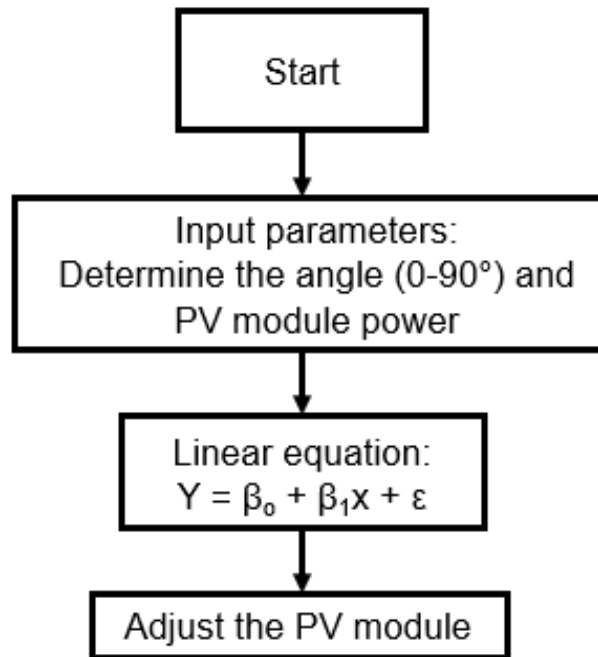 Start
Input parameters:
Determine the angle (0-90°) and
PV module power
Linear equation:
Y = β₀ + β₁x + ε
Adjust the PV module